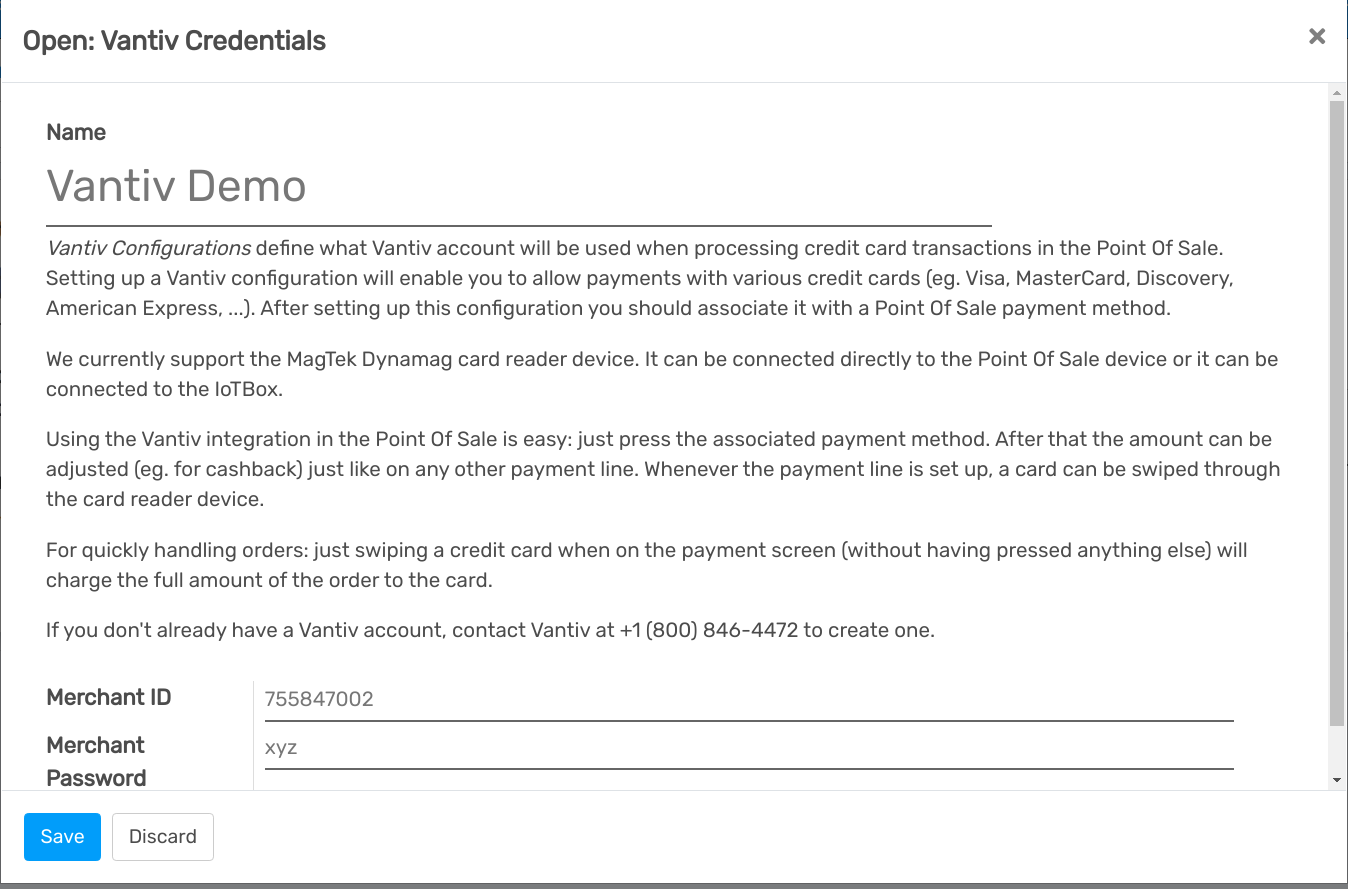 Open: Vantiv Credentials
×
Name
Vantiv Demo
Vantiv Configurations define what Vantiv account will be used when processing credit card transactions in the Point Of Sale.
Setting up a Vantiv configuration will enable you to allow payments with various credit cards (eg. Visa, MasterCard, Discovery,
American Express, ...). After setting up this configuration you should associate it with a Point Of Sale payment method.
We currently support the MagTek Dynamag card reader device. It can be connected directly to the Point Of Sale device or it can be
connected to the IoTBox.
Using the Vantiv integration in the Point Of Sale is easy: just press the associated payment method. After that the amount can be
adjusted (eg. for cashback) just like on any other payment line. Whenever the payment line is set up, a card can be swiped through
the card reader device.
For quickly handling orders: just swiping a credit card when on the payment screen (without having pressed anything else) will
charge the full amount of the order to the card.
If you don't already have a Vantiv account, contact Vantiv at +1 (800) 846-4472 to create one.
Merchant ID
755847002
Merchant
Password
xyz
Save
Discard